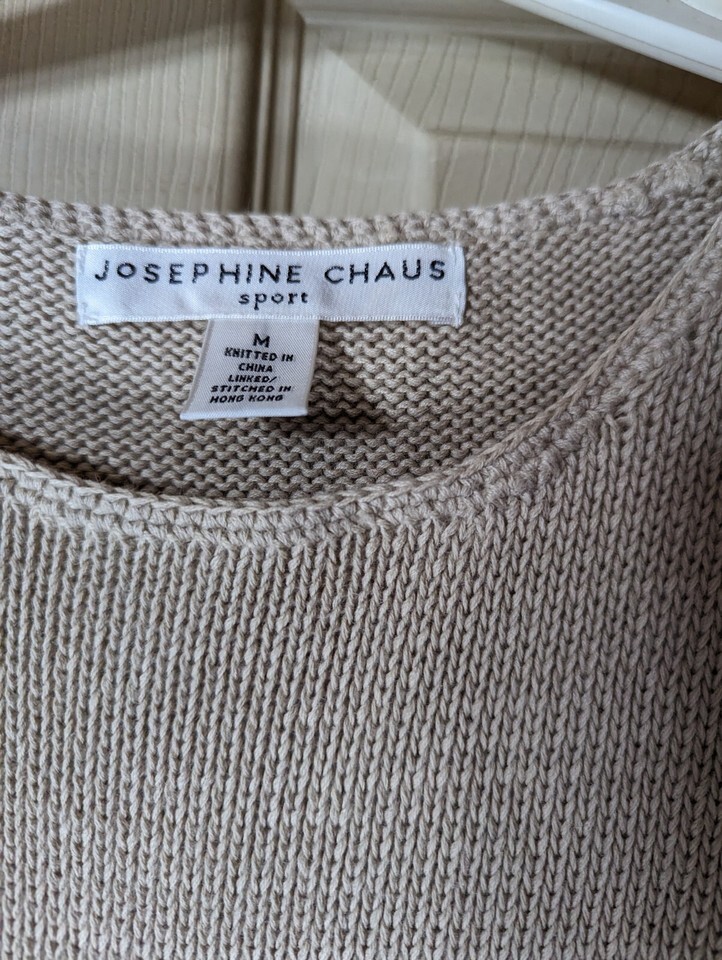 JOSEPHINE CHAUS
sport
M
KNITTED IN
CHINA
LINKED/
STITCHED IN
HONG KONG